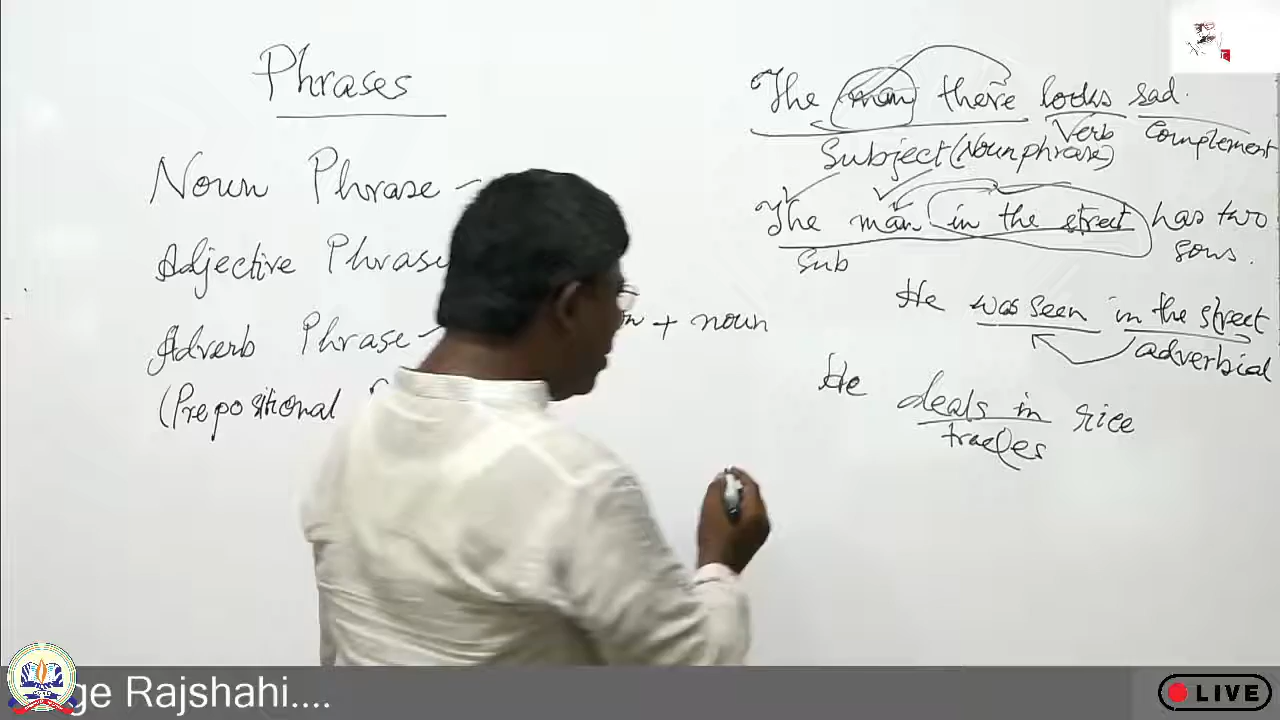 Phrases
Noun Phrase -
Adjective Phrase
Adverb Phrase -
(Prepositional
+ noun
The man there looks sad.
Verb Complement
Subject (Noun phrase)
The man in the street has two
sons.
Sub
He was seen in the street
adverbial
He deals in rice
trades
ge Rajshahi....
LIVE